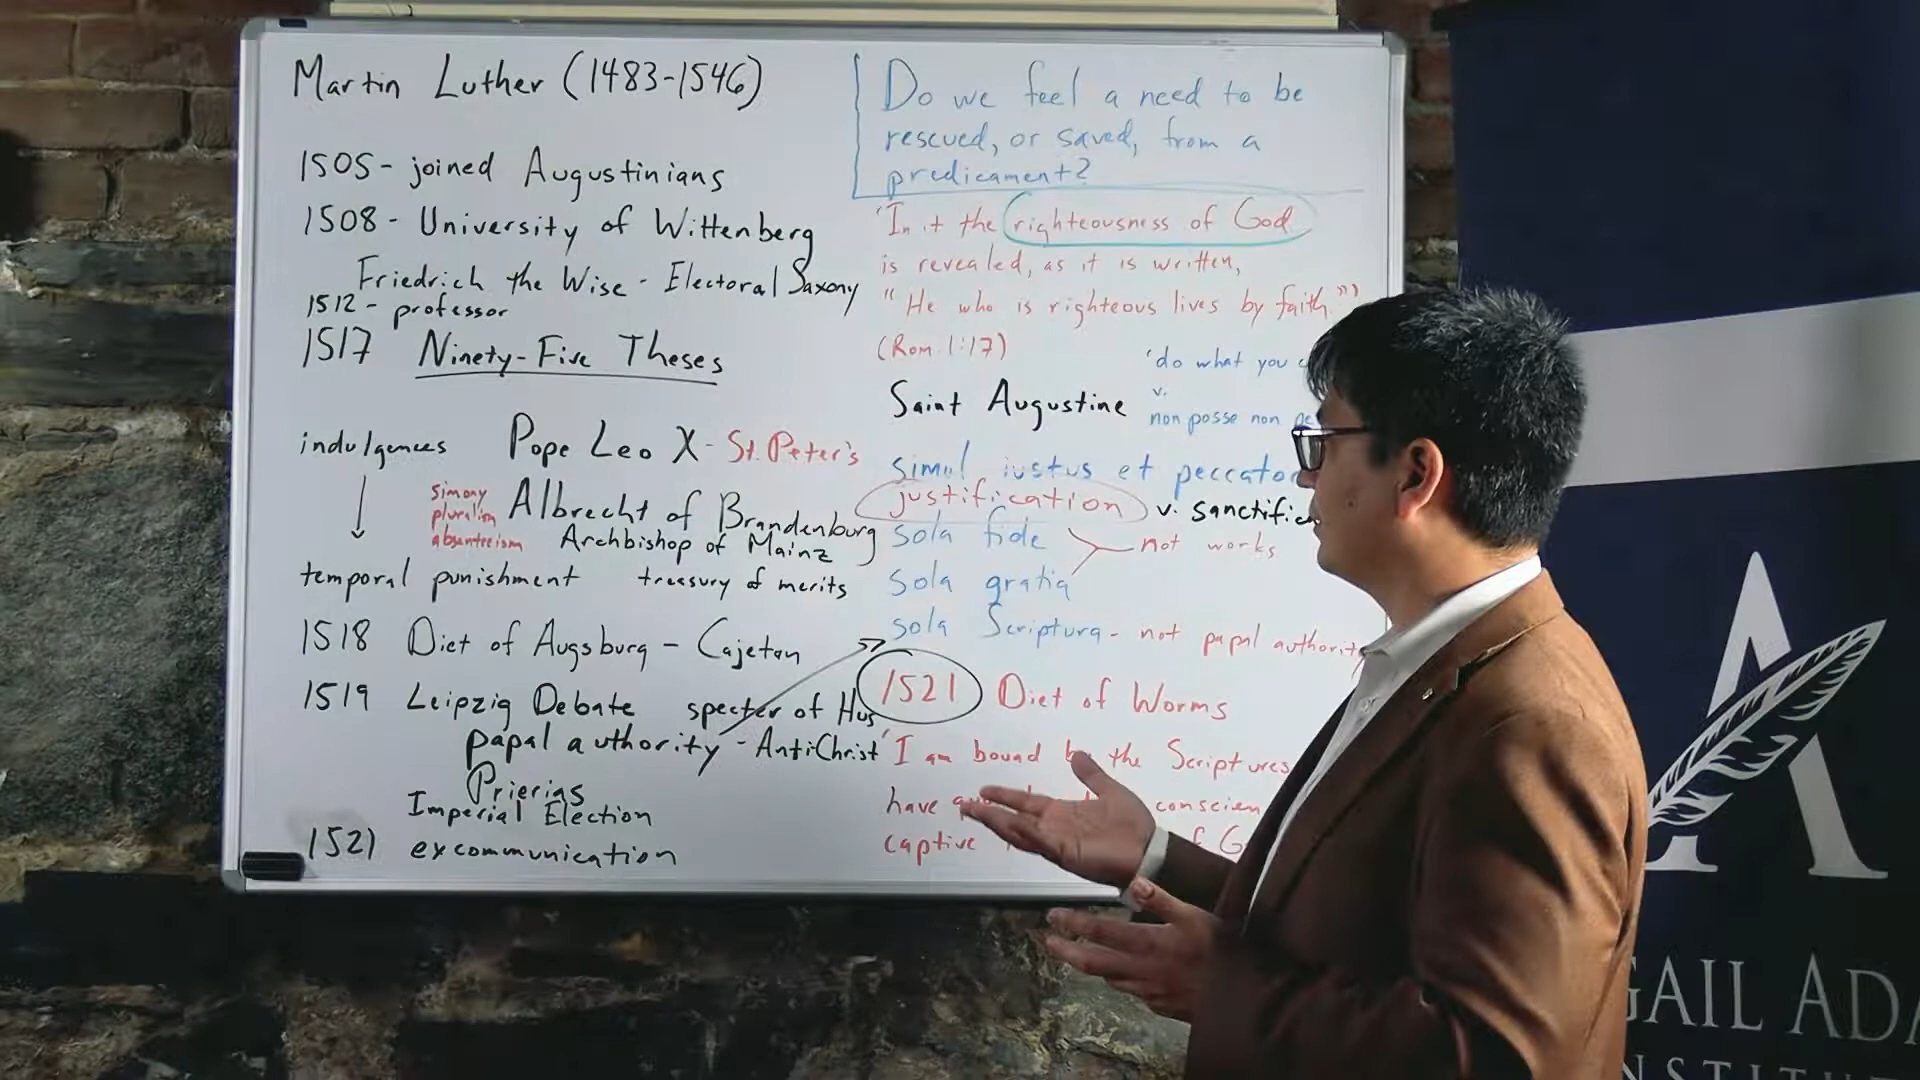 Martin Luther (1483-1546)
1505 - joined Augustinians
1508 - University of Wittenberg
Friedrich the Wise - Electoral Saxony
1512 - professor
1517 Ninety-Five Theses
indulgences Pope Leo X - St. Peter's
simony
pluralism
absenteeism
Albrecht of Brandenburg
Archbishop of Mainz
temporal punishment treasury of merits
1518 Diet of Augsburg - Cajetan
1519 Leipzig Debate specter of Hus
papal authority - AntiChrist
Prierias
Imperial Election
1521 excommunication
Do we feel a need to be
rescued, or saved, from a
predicament?
'In it the righteousness of God
is revealed, as it is written,
"He who is righteous lives by faith"'
(Rom. 1:17)
'do what you
v.
non posse non
Saint Augustine
simul iustus et peccator
justification v.
sola fide
not works
sola gratia
sola Scriptura - not papal authority
1521 Diet of Worms
'I am bound by the Scriptures
have
captive
A
GAIL ADA
NSTITU